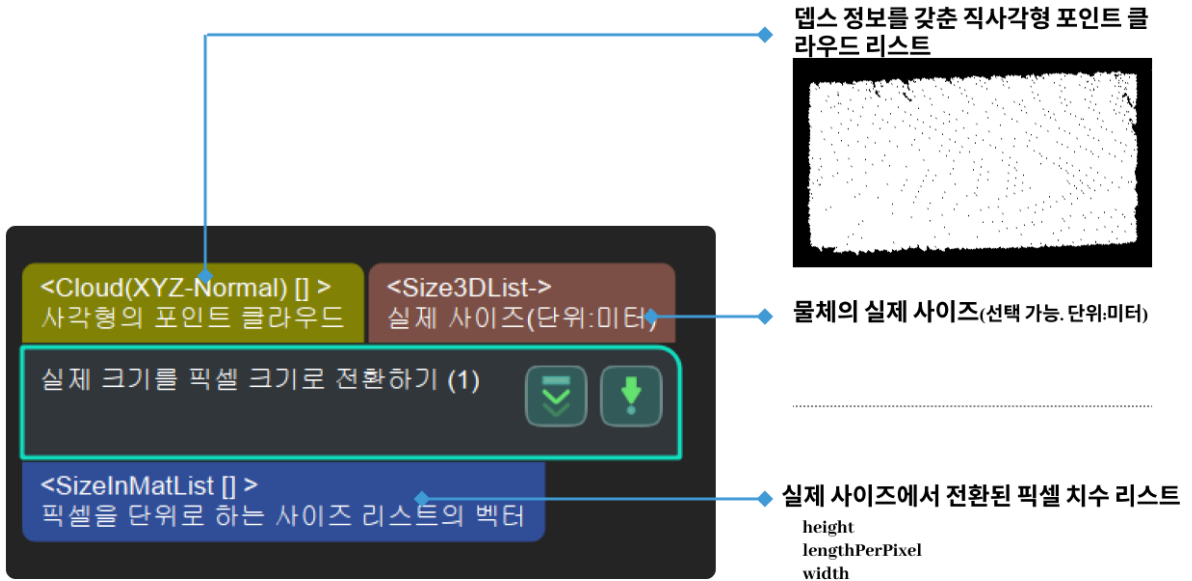 뎁스 정보를 갖춘 직사각형 포인트 클
라우드 리스트
<Cloud(XYZ-Normal) [] >
사각형의 포인트 클라우드
<Size3DList->
실제 사이즈(단위:미터)
물체의 실제 사이즈(선택 가능. 단위:미터)
실제 크기를 픽셀 크기로 전환하기 (1)
<SizeInMatList [] >
픽셀을 단위로 하는 사이즈 리스트의 벡터
실제 사이즈에서 전환된 픽셀 치수 리스트
height
lengthPerPixel
width